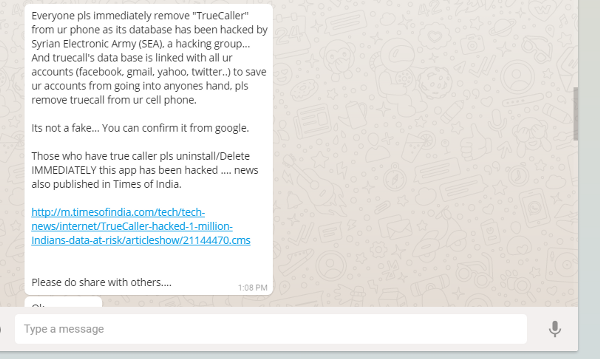 Everyone pls immediately remove "TrueCaller"
from ur phone as its database has been hacked by
Syrian Electronic Army (SEA), a hacking group...
And truecall's data base is linked with all ur
accounts (facebook, gmail, yahoo, twitter..) to save
ur accounts from going into anyones hand, pls
remove truecall from ur cell phone.
Its not a fake... You can confirm it from google.
Those who have true caller pls uninstall/Delete
IMMEDIATELY this app has been hacked .... news
also published in Times of India.
http://m.timesofindia.com/tech/tech-
news/internet/TrueCaller-hacked-1-million-
Indians-data-at-risk/articleshow/21144470.cms
Please do share with others....
1:08 PM
Type a message